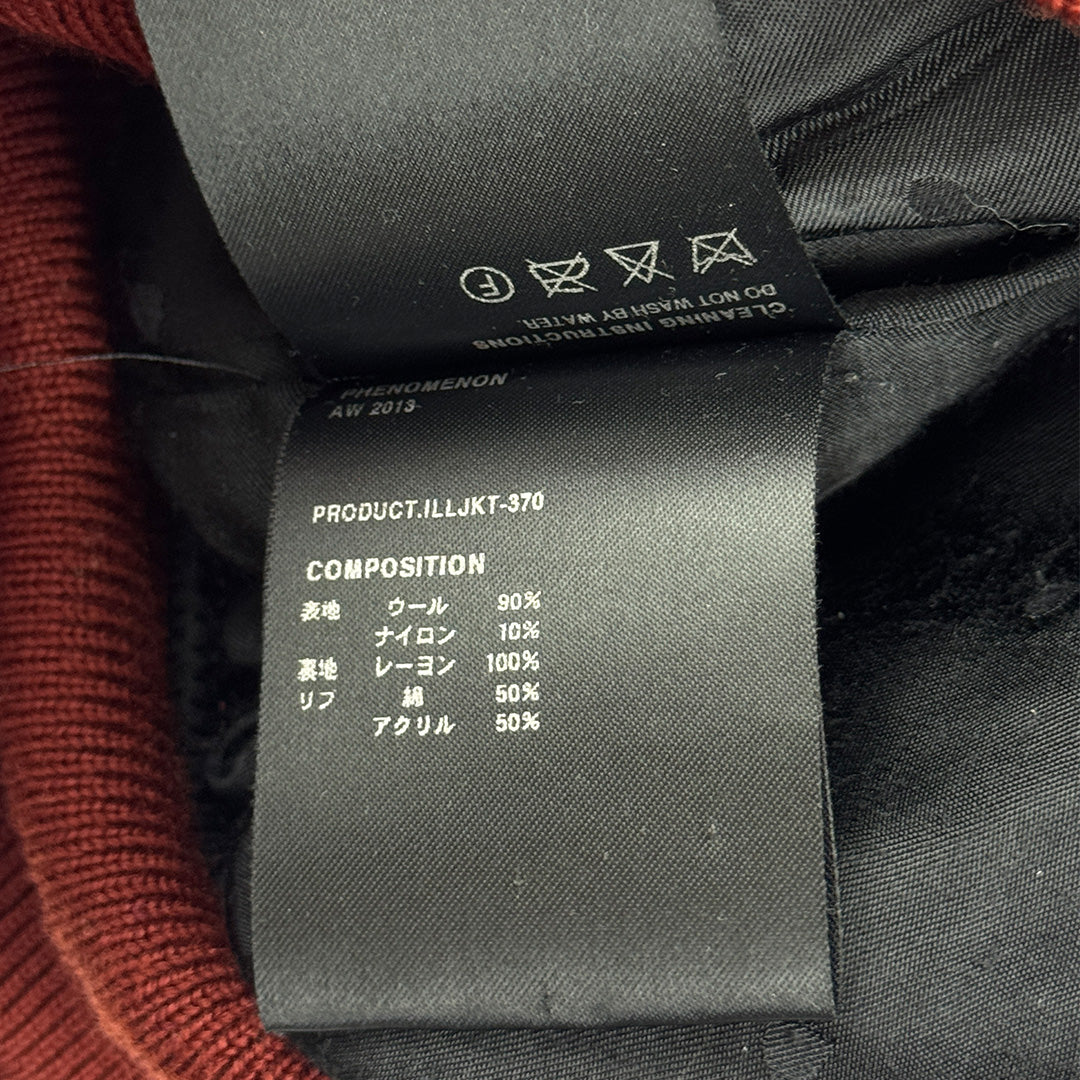 CLEANING INSTRUCTIONS
DO NOT WASH BY WATER.
F
PHENOMENON
AW 2013
PRODUCT.ILLJKT-370
COMPOSITION
表地 ウール 90%
ナイロン 10%
裏地 レーヨン 100%
リブ 綿 50%
アクリル 50%